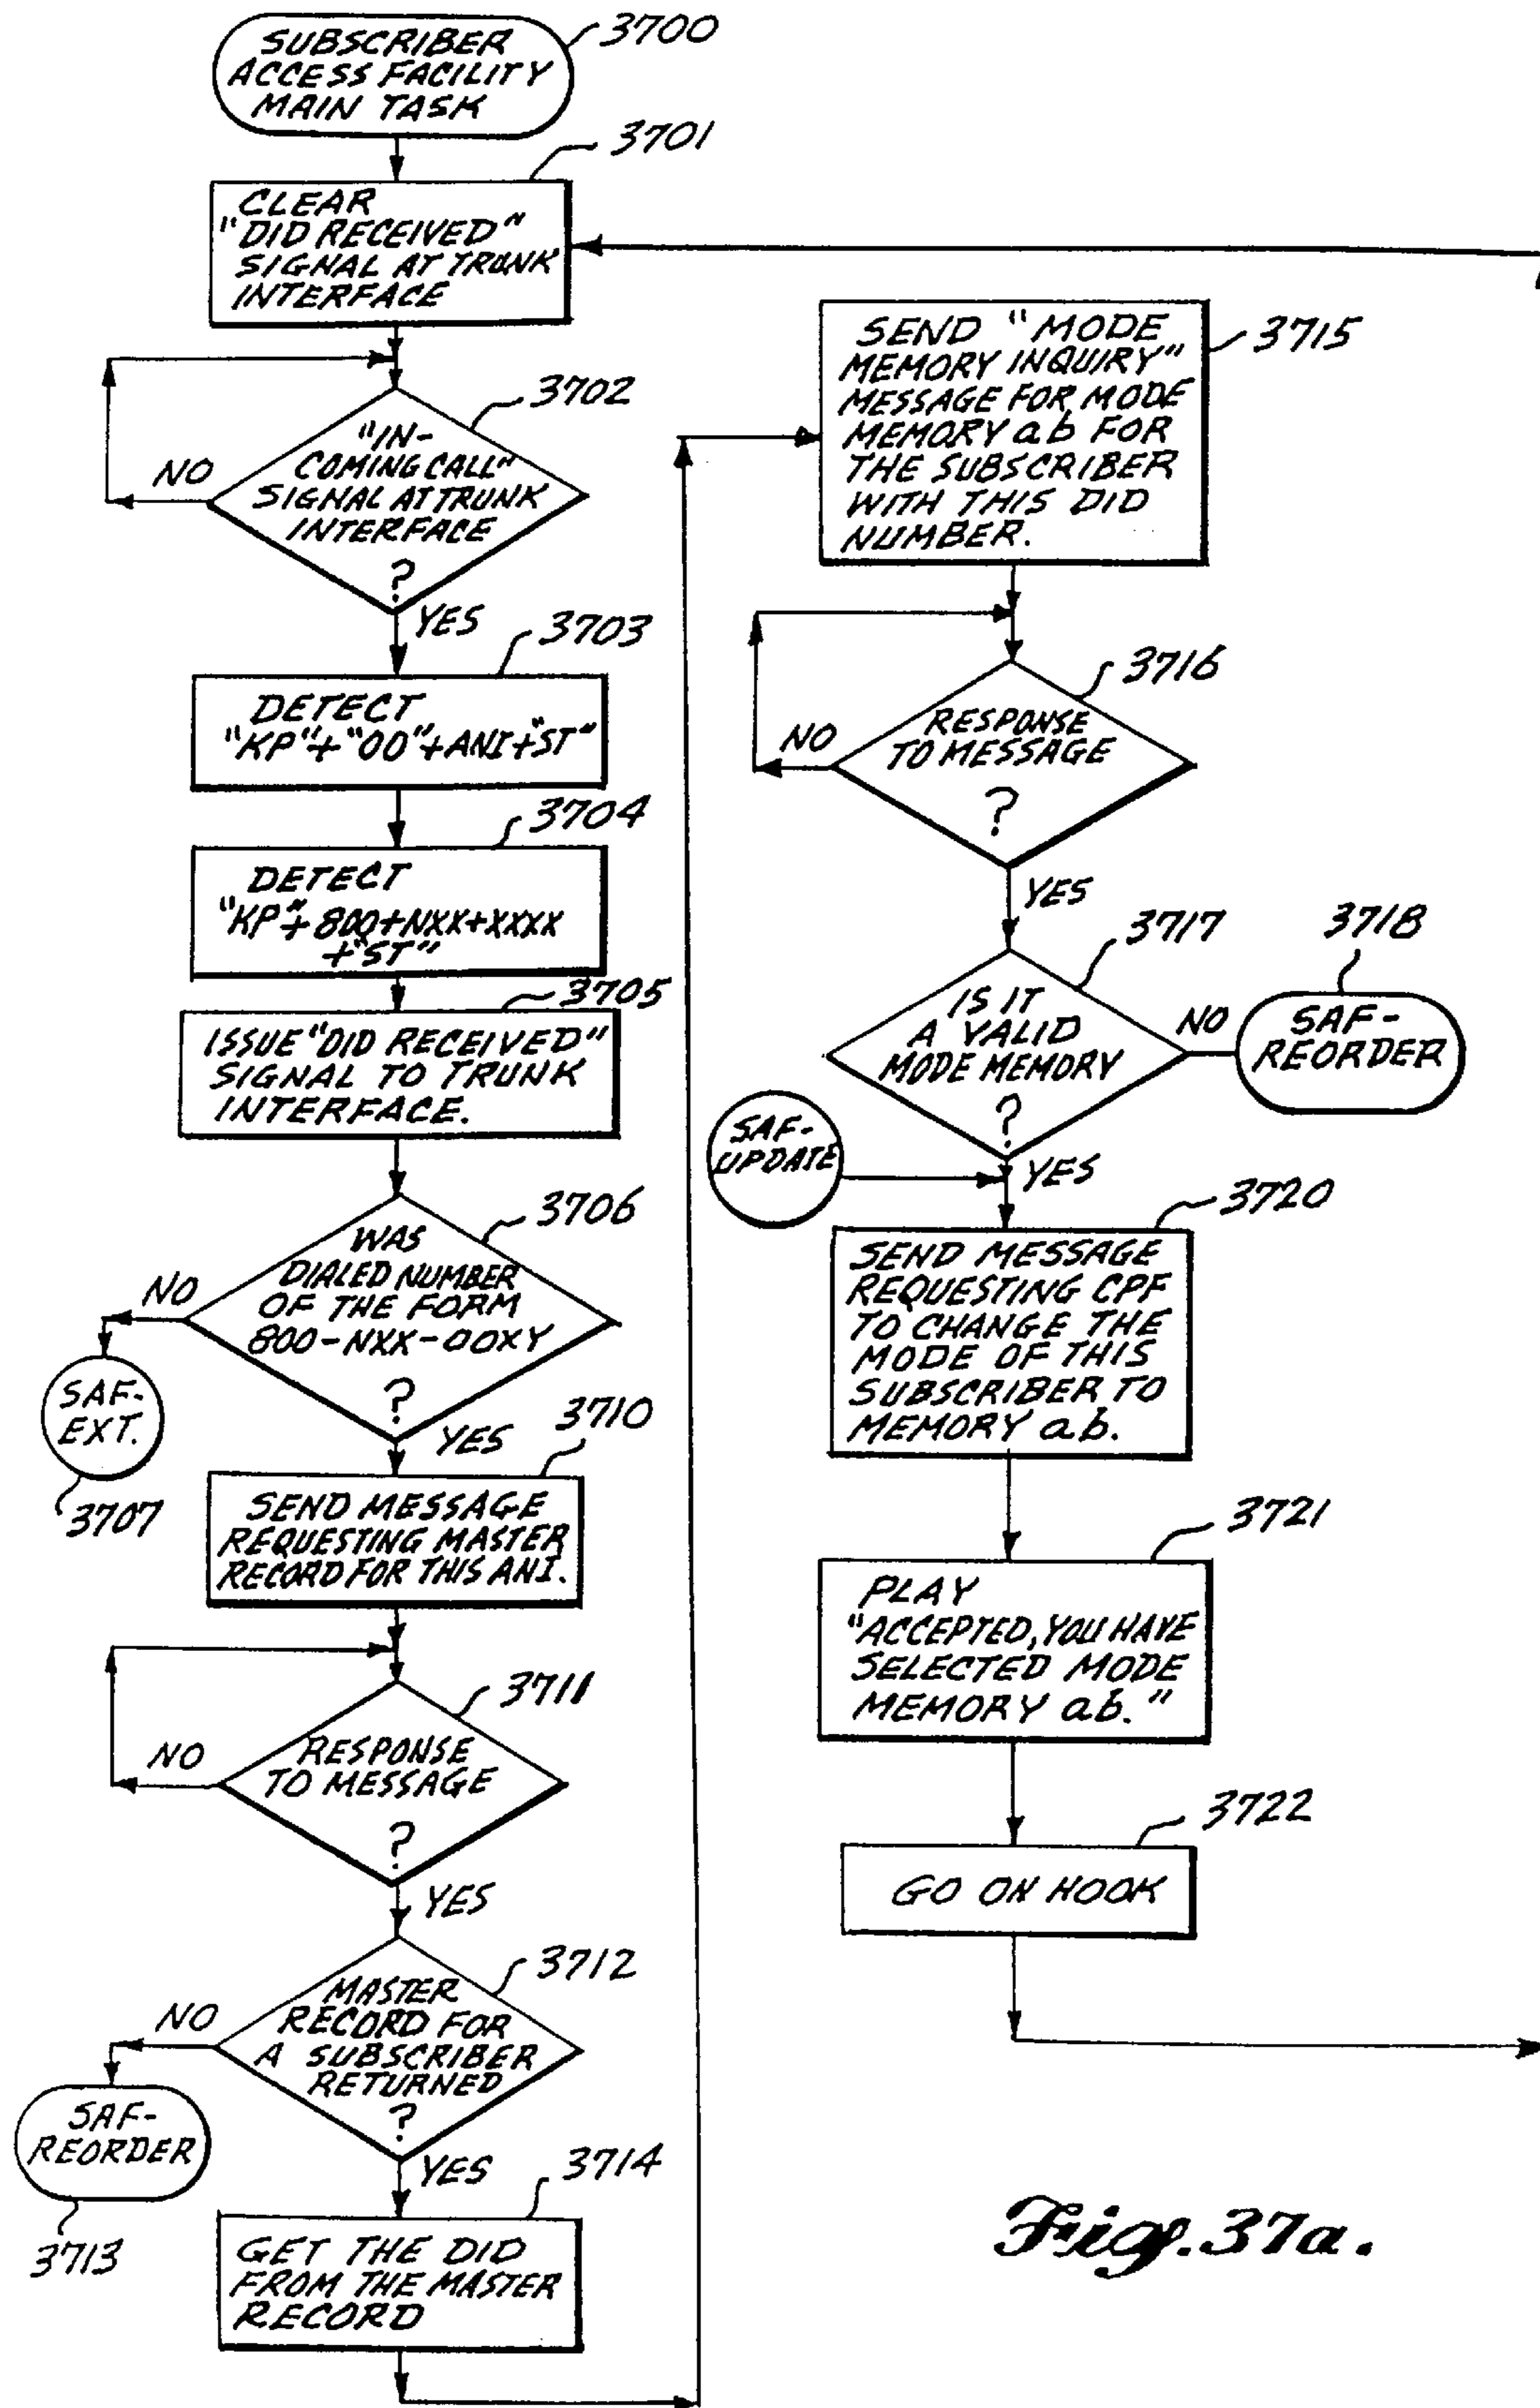 SUBSCRIBER
ACCESS FACILITY
MAIN TASK
3700
3701
CLEAR
"DID RECEIVED"
SIGNAL AT TRUNK
INTERFACE
3702
"IN-
COMING CALL"
SIGNAL AT TRUNK
INTERFACE
?
NO
YES
3703
DETECT
"KP"+"00"+ANI+"ST"
3704
DETECT
"KP"+800+NXX+XXXX
+"ST"
3705
ISSUE "DID RECEIVED"
SIGNAL TO TRUNK
INTERFACE.
3706
WAS
DIALED NUMBER
OF THE FORM
800-NXX-00XY
?
NO
SAF-
EXT.
3707
YES
3710
SEND MESSAGE
REQUESTING MASTER
RECORD FOR THIS ANI.
3711
RESPONSE
TO MESSAGE
?
NO
YES
3712
MASTER
RECORD FOR
A SUBSCRIBER
RETURNED
?
NO
SAF-
REORDER
3713
YES
3714
GET THE DID
FROM THE MASTER
RECORD
3715
SEND "MODE
MEMORY INQUIRY"
MESSAGE FOR MODE
MEMORY ab FOR
THE SUBSCRIBER
WITH THIS DID
NUMBER.
3716
RESPONSE
TO MESSAGE
?
NO
YES
3717
IS IT
A VALID
MODE MEMORY
?
NO
3718
SAF-
REORDER
SAF-
UPDATE
YES
3720
SEND MESSAGE
REQUESTING CPF
TO CHANGE THE
MODE OF THIS
SUBSCRIBER TO
MEMORY ab.
3721
PLAY
"ACCEPTED, YOU HAVE
SELECTED MODE
MEMORY ab."
3722
GO ON HOOK
Fig. 37a.